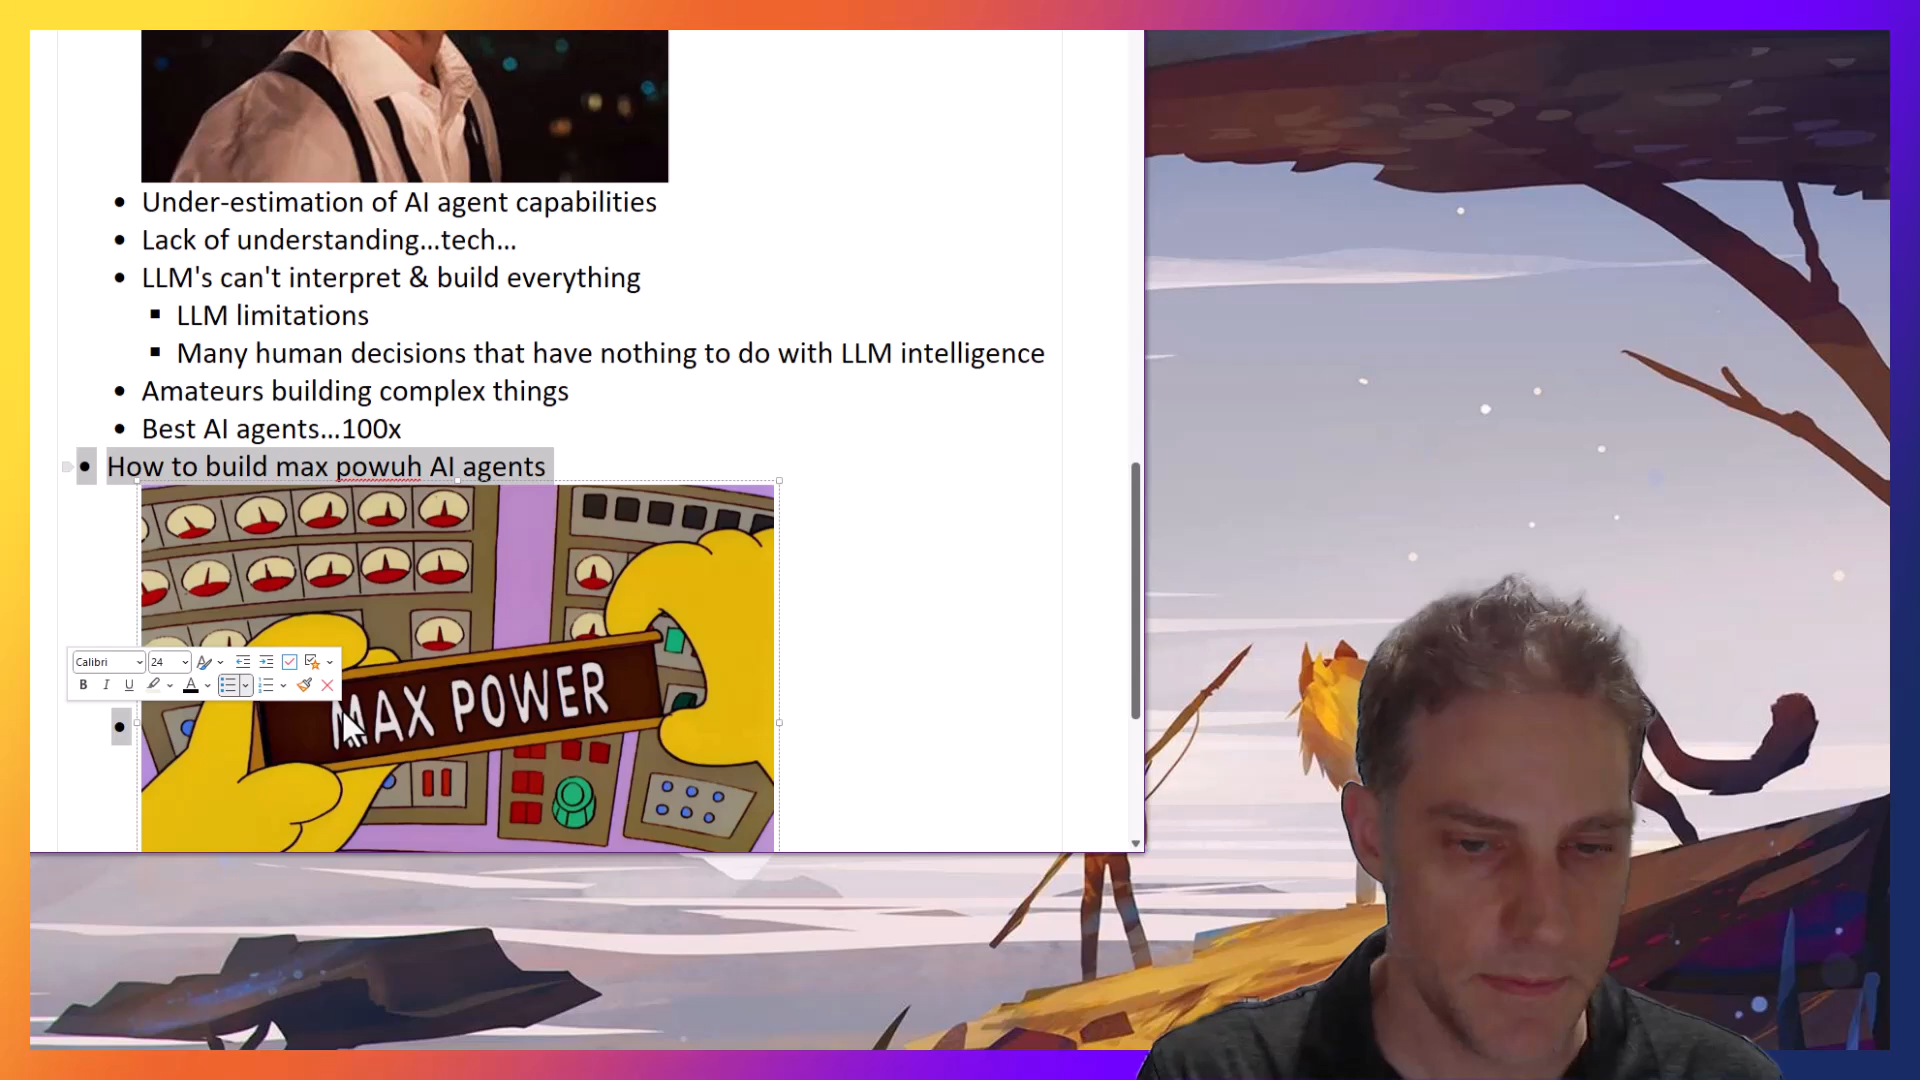 Under-estimation of AI agent capabilities
Lack of understanding...tech...
LLM's can't interpret & build everything
LLM limitations
Many human decisions that have nothing to do with LLM intelligence
Amateurs building complex things
Best AI agents...100x
How to build max powuh AI agents
Calibri
24
B I U A
MAX POWER